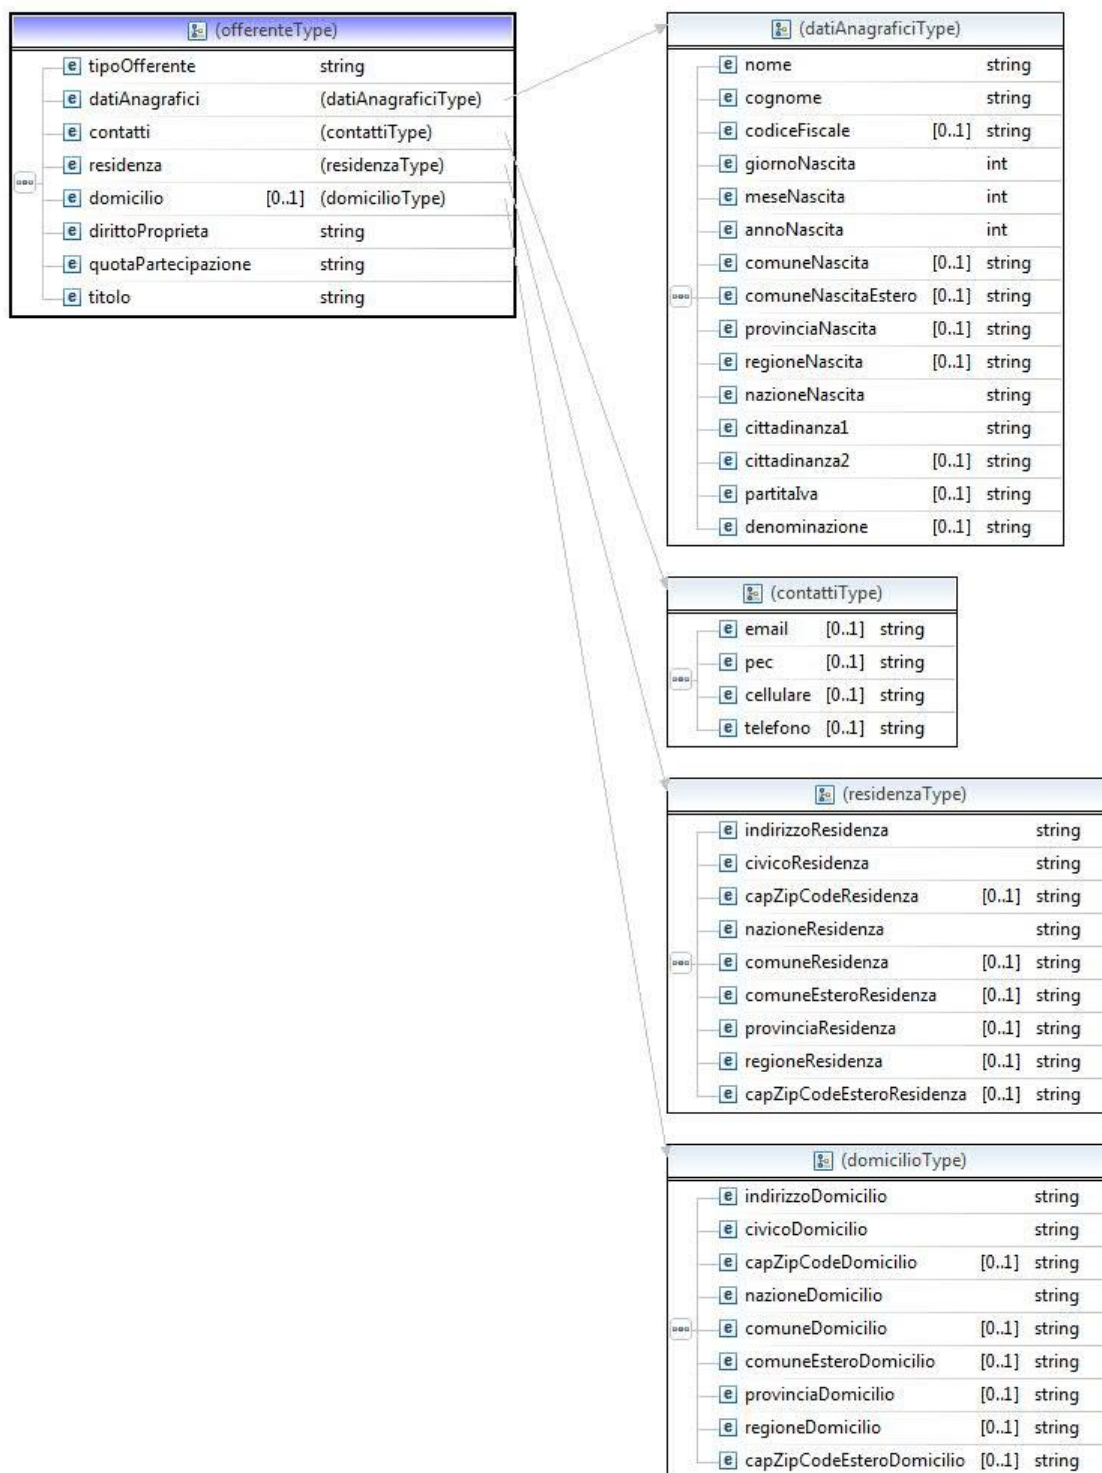 (offerenteType)
tipoOfferente string
datiAnagrafici (datiAnagraficiType)
contatti (contattiType)
residenza (residenzaType)
domicilio [0..1] (domicilioType)
dirittoProprieta string
quotaPartecipazione string
titolo string
(datiAnagraficiType)
nome string
cognome string
codiceFiscale [0..1] string
giornoNascita int
meseNascita int
annoNascita int
comuneNascita [0..1] string
comuneNascitaEstero [0..1] string
provinciaNascita [0..1] string
regioneNascita [0..1] string
nazioneNascita string
cittadinanza1 string
cittadinanza2 [0..1] string
partitaIva [0..1] string
denominazione [0..1] string
(contattiType)
email [0..1] string
pec [0..1] string
cellulare [0..1] string
telefono [0..1] string
(residenzaType)
indirizzoResidenza string
civicoResidenza string
capZipCodeResidenza [0..1] string
nazioneResidenza string
comuneResidenza [0..1] string
comuneEsteroResidenza [0..1] string
provinciaResidenza [0..1] string
regioneResidenza [0..1] string
capZipCodeEsteroResidenza [0..1] string
(domicilioType)
indirizzoDomicilio string
civicoDomicilio string
capZipCodeDomicilio [0..1] string
nazioneDomicilio string
comuneDomicilio [0..1] string
comuneEsteroDomicilio [0..1] string
provinciaDomicilio [0..1] string
regioneDomicilio [0..1] string
capZipCodeEsteroDomicilio [0..1] string